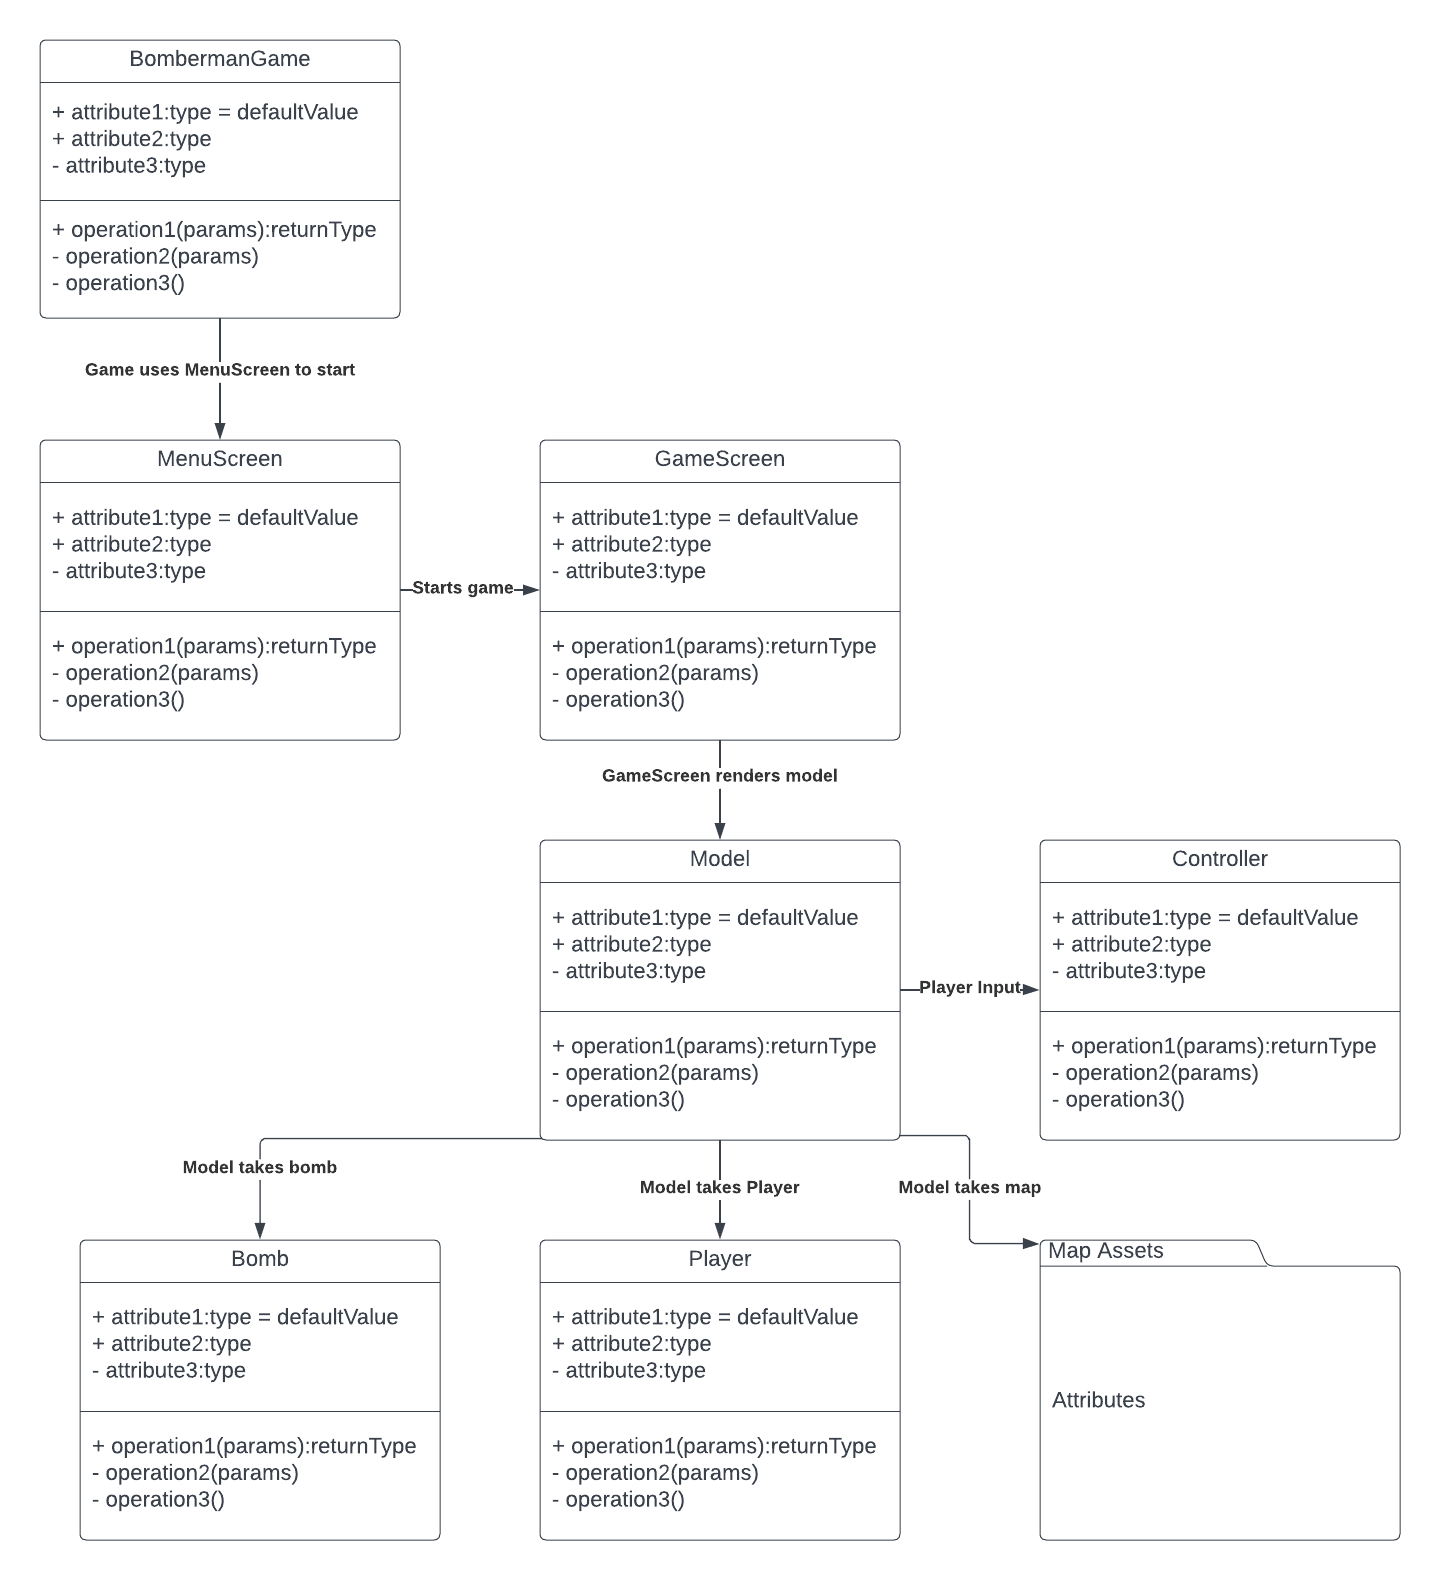 BombermanGame
+ attribute1:type = defaultValue
+ attribute2:type
- attribute3:type
+ operation1(params):returnType
- operation2(params)
- operation3()
Game uses MenuScreen to start
MenuScreen
+ attribute1:type = defaultValue
+ attribute2:type
- attribute3:type
+ operation1(params):returnType
- operation2(params)
- operation3()
Starts game
GameScreen
+ attribute1:type = defaultValue
+ attribute2:type
- attribute3:type
+ operation1(params):returnType
- operation2(params)
- operation3()
GameScreen renders model
Model
+ attribute1:type = defaultValue
+ attribute2:type
- attribute3:type
+ operation1(params):returnType
- operation2(params)
- operation3()
Player Input
Controller
+ attribute1:type = defaultValue
+ attribute2:type
- attribute3:type
+ operation1(params):returnType
- operation2(params)
- operation3()
Model takes bomb
Model takes Player
Model takes map
Bomb
+ attribute1:type = defaultValue
+ attribute2:type
- attribute3:type
+ operation1(params):returnType
- operation2(params)
- operation3()
Player
+ attribute1:type = defaultValue
+ attribute2:type
- attribute3:type
+ operation1(params):returnType
- operation2(params)
- operation3()
Map Assets
Attributes